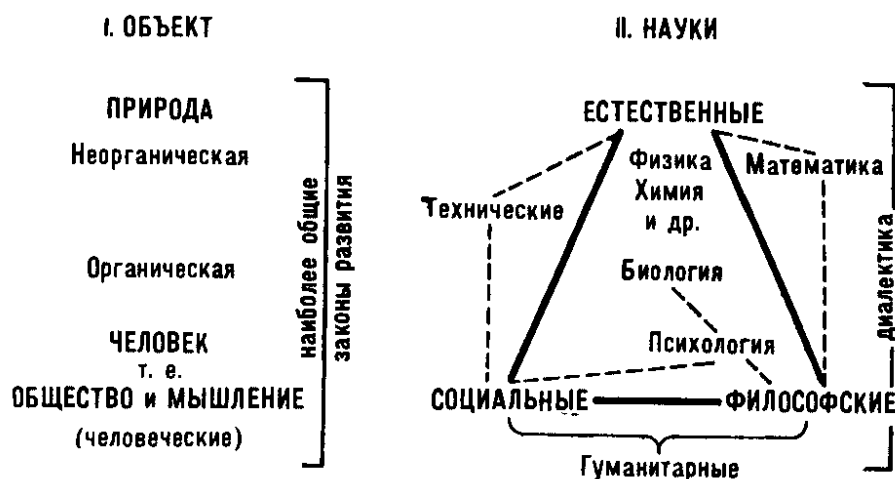 I. ОБЪЕКТ
ПРИРОДА
Неорганическая
Органическая
ЧЕЛОВЕК
т. е.
ОБЩЕСТВО и МЫШЛЕНИЕ
(человеческие)
наиболее общие
законы развития
II. НАУКИ
ЕСТЕСТВЕННЫЕ
Физика
Химия
и др.
Математика
Технические
Биология
Психология
СОЦИАЛЬНЫЕ
ФИЛОСОФСКИЕ
Гуманитарные
диалектика